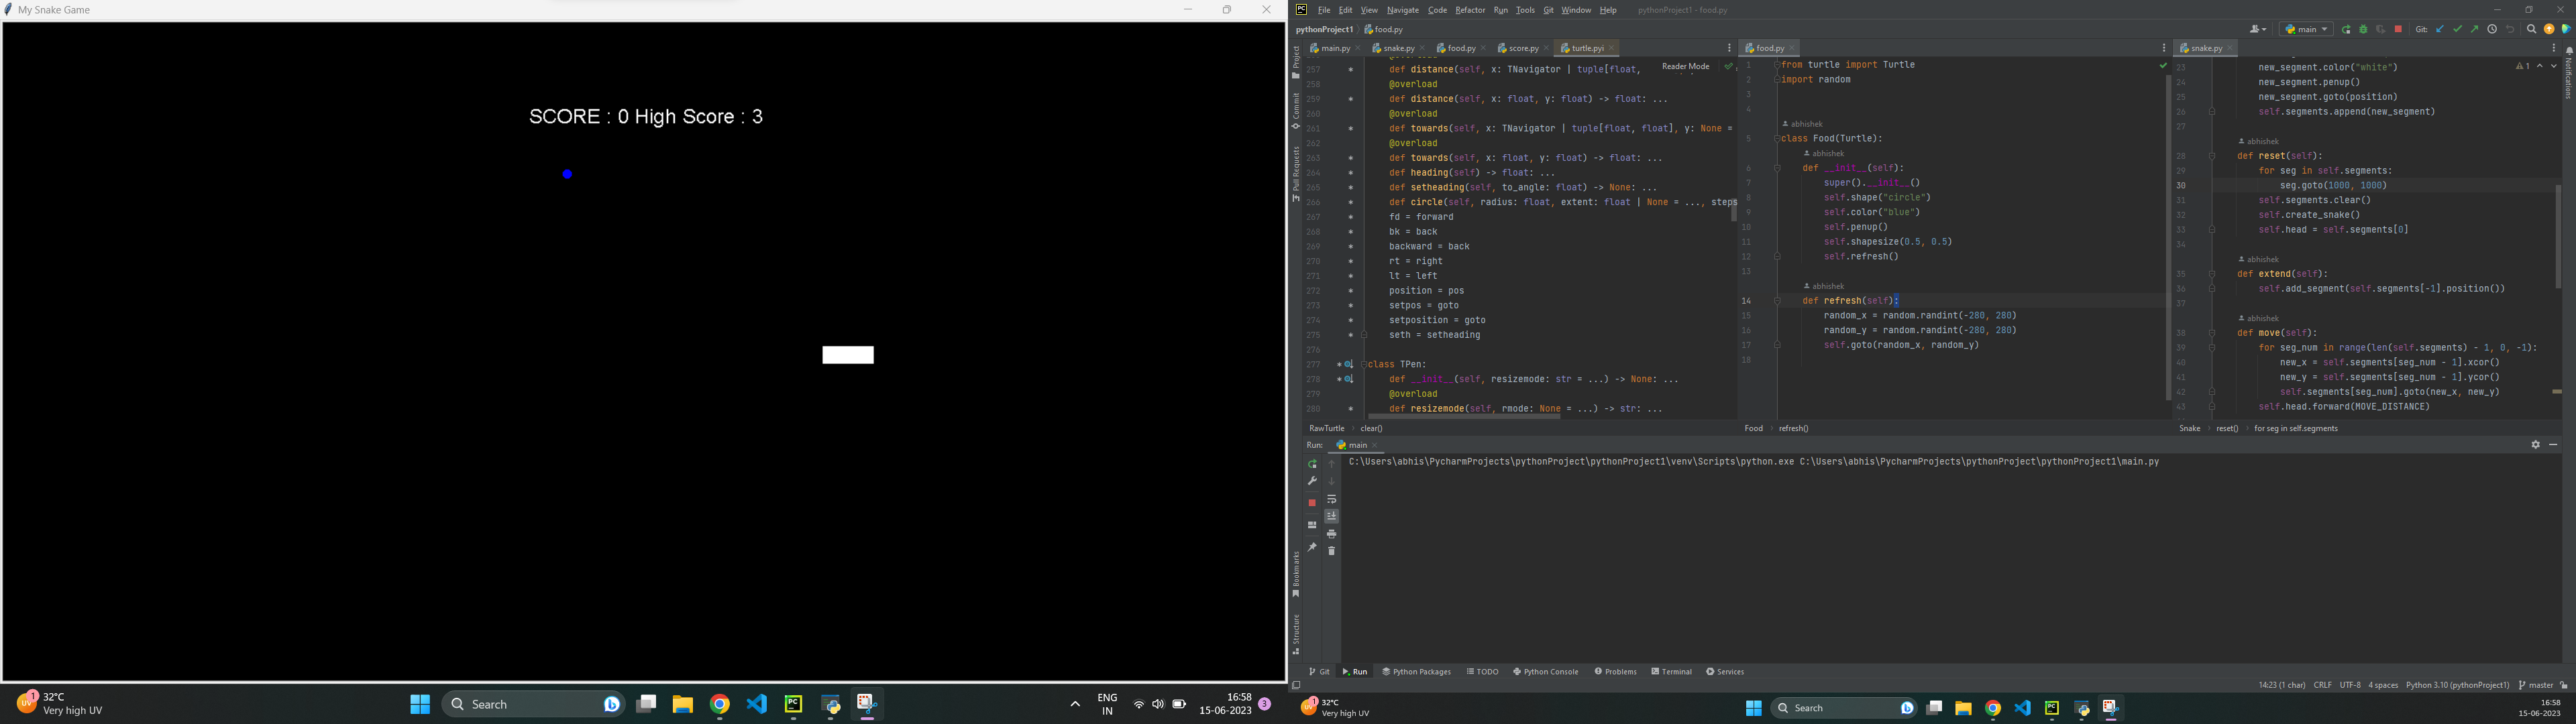 My Snake Game
SCORE : 0 High Score : 3
1
32°C
Very high UV
Search
ENG
IN
16:58
15-06-2023
3
File Edit View Navigate Code Refactor Run Tools Git Window Help pythonProject1 - food.py
pythonProject1 food.py
main
Git:
Project
Commit
Pull Requests
Bookmarks
Structure
Notifications
main.py snake.py food.py score.py turtle.pyi
Reader Mode
257 def distance(self, x: TNavigator | tuple[float,
258 @overload
259 def distance(self, x: float, y: float) -> float: ...
260 @overload
261 def towards(self, x: TNavigator | tuple[float, float], y: None =
262 @overload
263 def towards(self, x: float, y: float) -> float: ...
264 def heading(self) -> float: ...
265 def setheading(self, to_angle: float) -> None: ...
266 def circle(self, radius: float, extent: float | None = ..., steps
267 fd = forward
268 bk = back
269 backward = back
270 rt = right
271 lt = left
272 position = pos
273 setpos = goto
274 setposition = goto
275 seth = setheading
276
277 class TPen:
278 def __init__(self, resizemode: str = ...) -> None: ...
279 @overload
280 def resizemode(self, rmode: None = ...) -> str: ...
RawTurtle clear()
food.py
1 from turtle import Turtle
2 import random
3
4
abhishek
5 class Food(Turtle):
abhishek
6 def __init__(self):
7 super().__init__()
8 self.shape("circle")
9 self.color("blue")
10 self.penup()
11 self.shapesize(0.5, 0.5)
12 self.refresh()
13
abhishek
14 def refresh(self):
15 random_x = random.randint(-280, 280)
16 random_y = random.randint(-280, 280)
17 self.goto(random_x, random_y)
18
Food refresh()
snake.py
1
23 new_segment.color("white")
24 new_segment.penup()
25 new_segment.goto(position)
26 self.segments.append(new_segment)
27
abhishek
28 def reset(self):
29 for seg in self.segments:
30 seg.goto(1000, 1000)
31 self.segments.clear()
32 self.create_snake()
33 self.head = self.segments[0]
34
abhishek
35 def extend(self):
36 self.add_segment(self.segments[-1].position())
37
abhishek
38 def move(self):
39 for seg_num in range(len(self.segments) - 1, 0, -1):
40 new_x = self.segments[seg_num - 1].xcor()
41 new_y = self.segments[seg_num - 1].ycor()
42 self.segments[seg_num].goto(new_x, new_y)
43 self.head.forward(MOVE_DISTANCE)
Snake reset() for seg in self.segments
Run: main
C:\Users\abhis\PycharmProjects\pythonProject\pythonProject1\venv\Scripts\python.exe C:\Users\abhis\PycharmProjects\pythonProject\pythonProject1\main.py
Git Run Python Packages TODO Python Console Problems Terminal Services
14:23 (1 char) CRLF UTF-8 4 spaces Python 3.10 (pythonProject1) master
32°C
Very high UV
Search
16:58
15-06-2023